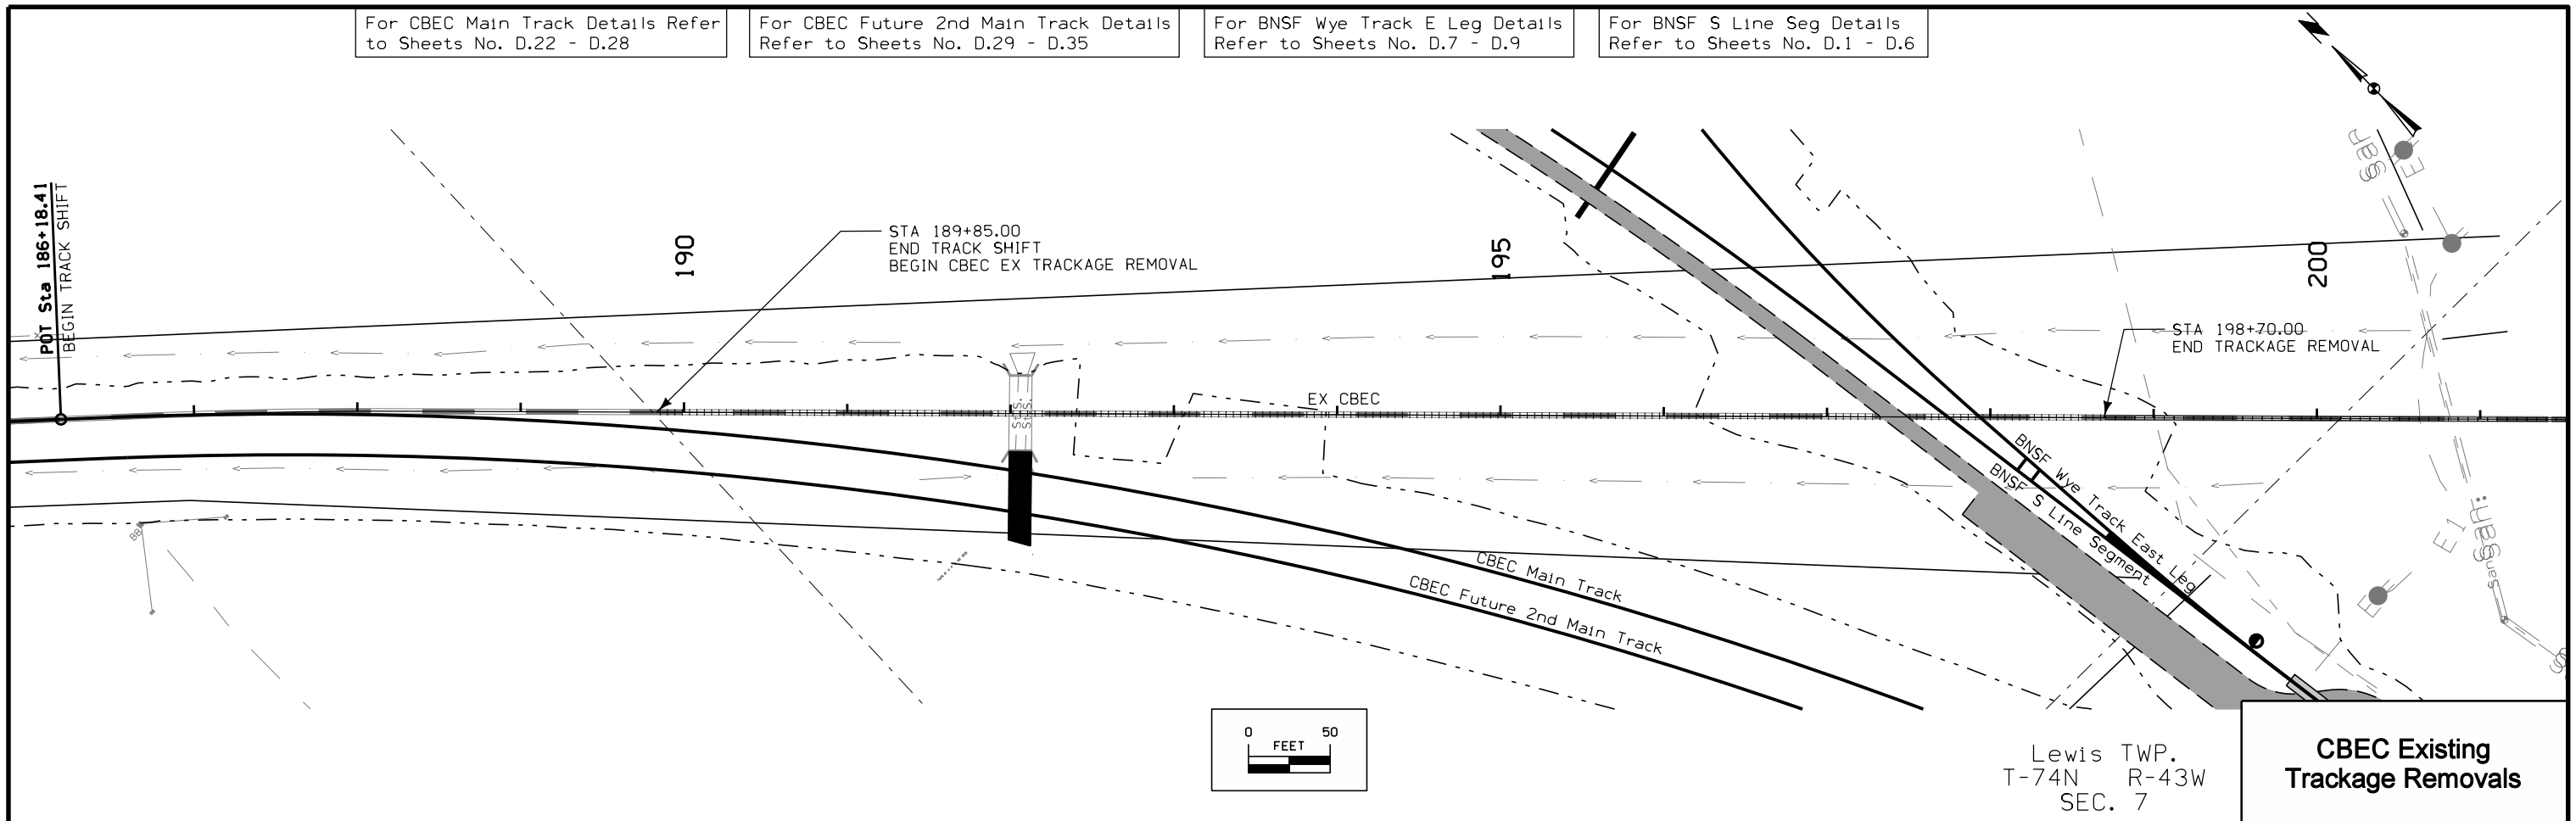 For CBEC Main Track Details Refer
to Sheets No. D.22 - D.28
For CBEC Future 2nd Main Track Details
Refer to Sheets No. D.29 - D.35
For BNSF Wye Track E Leg Details
Refer to Sheets No. D.7 - D.9
For BNSF S Line Seg Details
Refer to Sheets No. D.1 - D.6
POT Sta 186+18.41
BEGIN TRACK SHIFT
STA 189+85.00
END TRACK SHIFT
BEGIN CBEC EX TRACKAGE REMOVAL
190
195
200
STA 198+70.00
END TRACKAGE REMOVAL
EX CBEC
BNSF Wye Track East Leg
BNSF S Line Segment
CBEC Main Track
CBEC Future 2nd Main Track
E1
0 50
FEET
Lewis TWP.
T-74N R-43W
SEC. 7
CBEC Existing
Trackage Removals